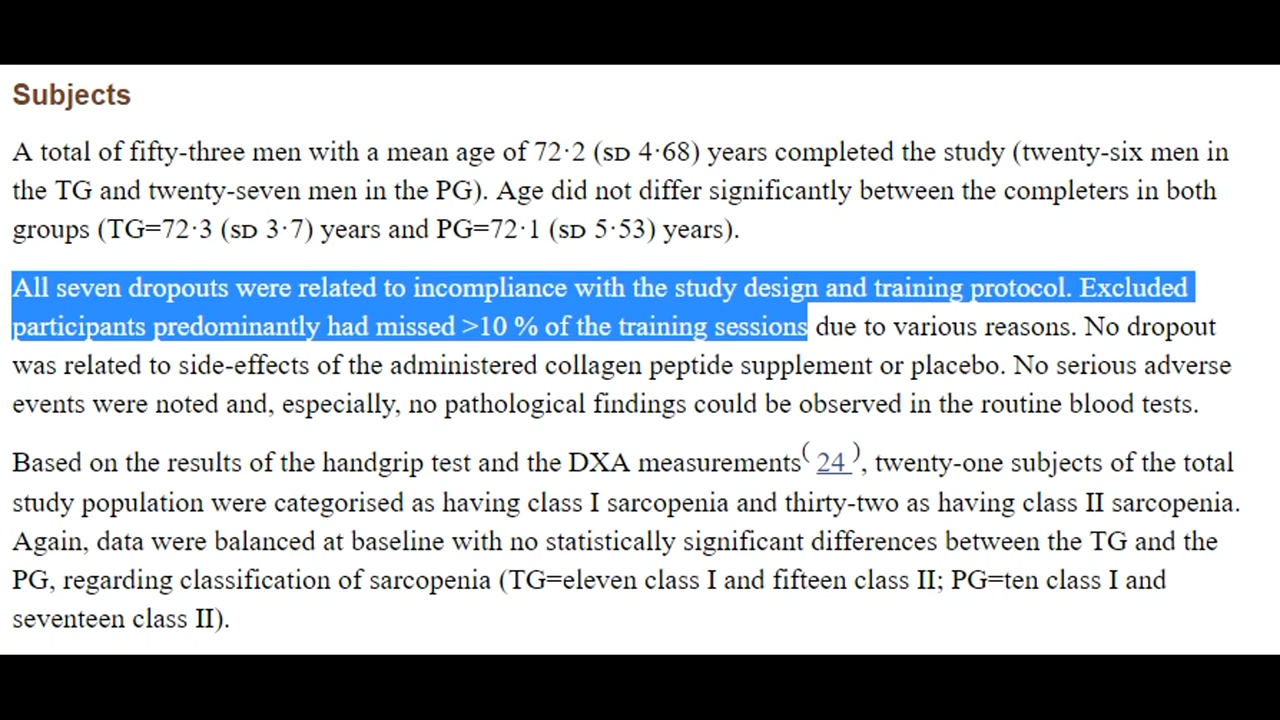 Subjects
A total of fifty-three men with a mean age of 72·2 (SD 4·68) years completed the study (twenty-six men in
the TG and twenty-seven men in the PG). Age did not differ significantly between the completers in both
groups (TG=72·3 (SD 3·7) years and PG=72·1 (SD 5·53) years).
All seven dropouts were related to incompliance with the study design and training protocol. Excluded
participants predominantly had missed >10 % of the training sessions due to various reasons. No dropout
was related to side-effects of the administered collagen peptide supplement or placebo. No serious adverse
events were noted and, especially, no pathological findings could be observed in the routine blood tests.
Based on the results of the handgrip test and the DXA measurements( 24 ), twenty-one subjects of the total
study population were categorised as having class I sarcopenia and thirty-two as having class II sarcopenia.
Again, data were balanced at baseline with no statistically significant differences between the TG and the
PG, regarding classification of sarcopenia (TG=eleven class I and fifteen class II; PG=ten class I and
seventeen class II).